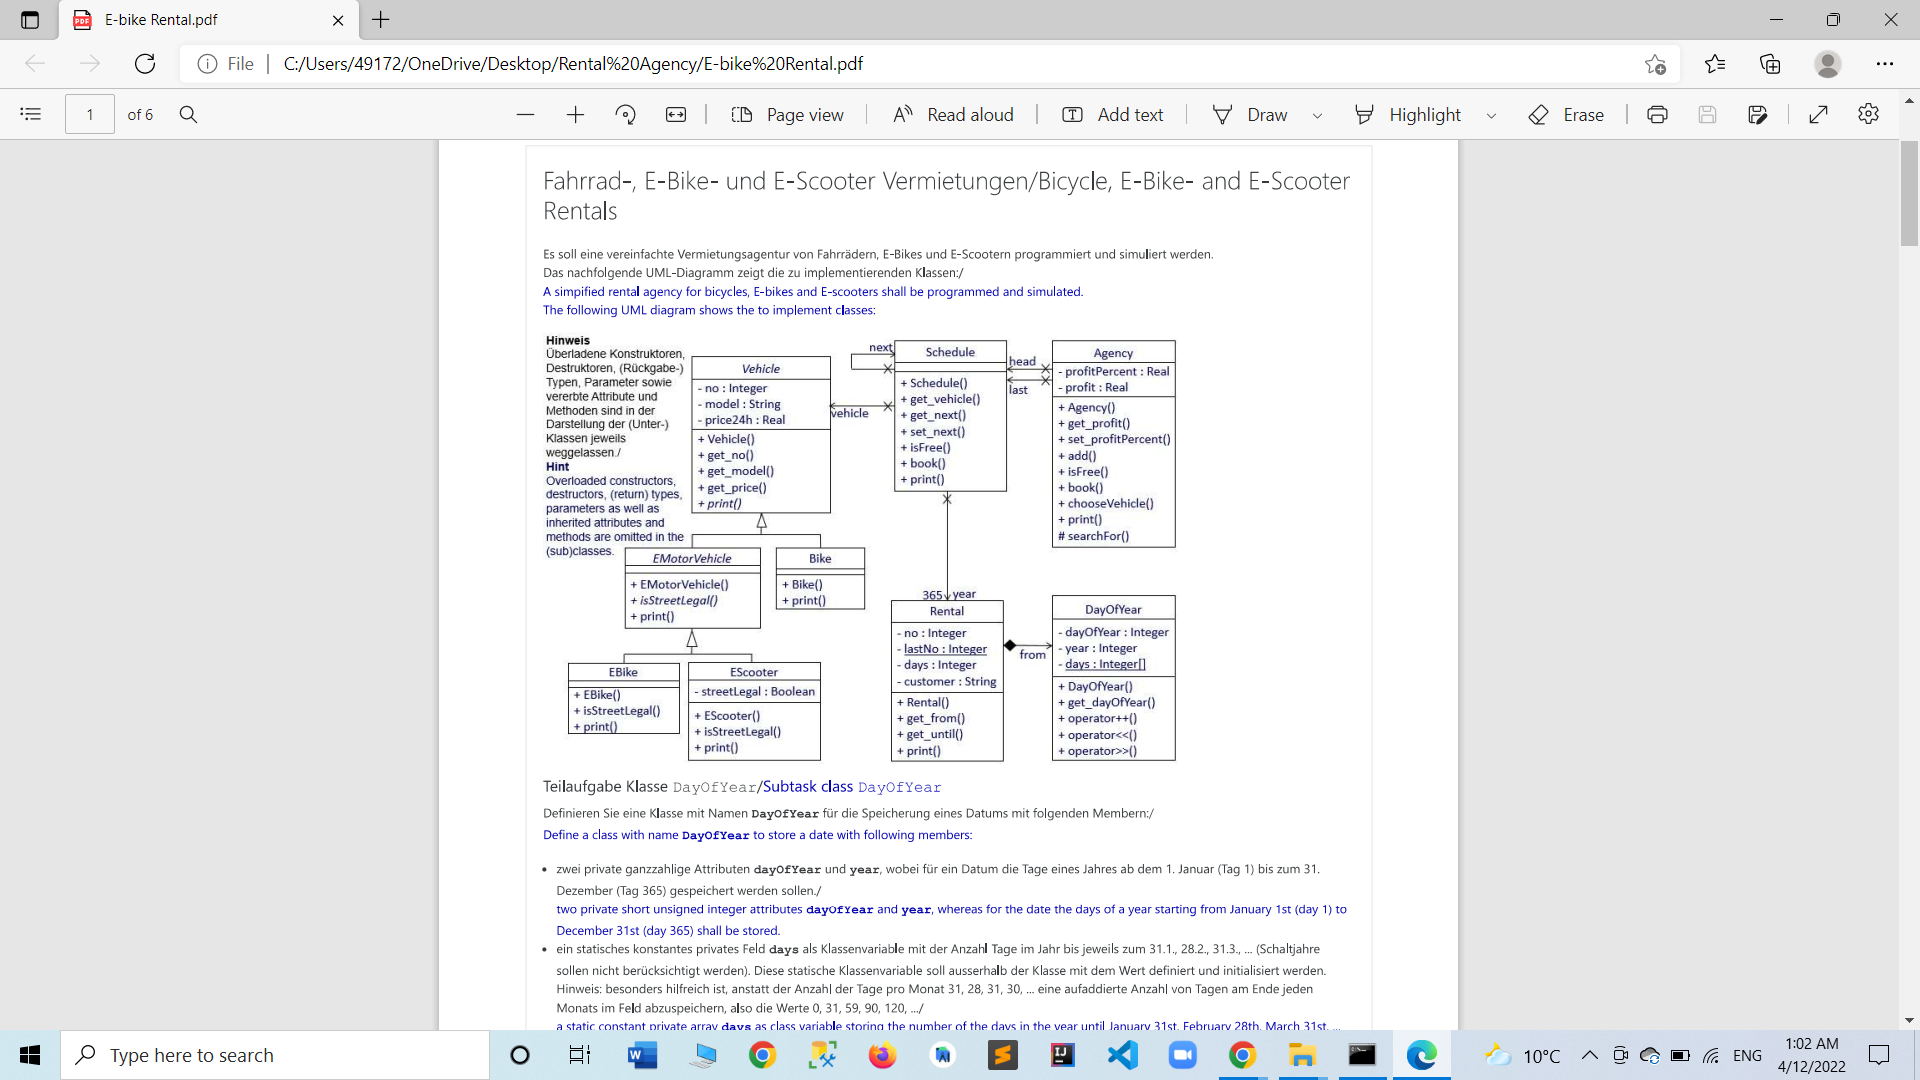 E-bike Rental.pdf
File
C:/Users/49172/OneDrive/Desktop/Rental%20Agency/E-bike%20Rental.pdf
1 of 6
Page view
Read aloud
Add text
Draw
Highlight
Erase
Fahrrad-, E-Bike- und E-Scooter Vermietungen/Bicycle, E-Bike- and E-Scooter
Rentals
Es soll eine vereinfachte Vermietungsagentur von Fahrrädern, E-Bikes und E-Scootern programmiert und simuliert werden.
Das nachfolgende UML-Diagramm zeigt die zu implementierenden Klassen:/
A simpified rental agency for bicycles, E-bikes and E-scooters shall be programmed and simulated.
The following UML diagram shows the to implement classes:
Hinweis
Überladene Konstruktoren,
Destruktoren, (Rückgabe-)
Typen, Parameter sowie
vererbte Attribute und
Methoden sind in der
Darstellung der (Unter-)
Klassen jeweils
weggelassen./
Hint
Overloaded constructors,
destructors, (return) types,
parameters as well as
inherited attributes and
methods are omitted in the
(sub)classes.
Vehicle
- no : Integer
- model : String
- price24h : Real
+ Vehicle()
+ get_no()
+ get_model()
+ get_price()
+ print()
next
vehicle
Schedule
+ Schedule()
+ get_vehicle()
+ get_next()
+ set_next()
+ isFree()
+ book()
+ print()
head
last
Agency
- profitPercent : Real
- profit : Real
+ Agency()
+ get_profit()
+ set_profitPercent()
+ add()
+ isFree()
+ book()
+ chooseVehicle()
+ print()
# searchFor()
EMotorVehicle
+ EMotorVehicle()
+ isStreetLegal()
+ print()
Bike
+ Bike()
+ print()
EBike
+ EBike()
+ isStreetLegal()
+ print()
EScooter
- streetLegal : Boolean
+ EScooter()
+ isStreetLegal()
+ print()
365 year
Rental
- no : Integer
- lastNo : Integer
- days : Integer
- customer : String
+ Rental()
+ get_from()
+ get_until()
+ print()
from
DayOfYear
- dayOfYear : Integer
- year : Integer
- days : Integer[]
+ DayOfYear()
+ get_dayOfYear()
+ operator++()
+ operator<<()
+ operator>>()
Teilaufgabe Klasse DayOfYear/Subtask class DayOfYear
Definieren Sie eine Klasse mit Namen DayOfYear für die Speicherung eines Datums mit folgenden Membern:/
Define a class with name DayOfYear to store a date with following members:
• zwei private ganzzahlige Attributen dayOfYear und year, wobei für ein Datum die Tage eines Jahres ab dem 1. Januar (Tag 1) bis zum 31.
Dezember (Tag 365) gespeichert werden sollen./
two private short unsigned integer attributes dayOfYear and year, whereas for the date the days of a year starting from January 1st (day 1) to
December 31st (day 365) shall be stored.
• ein statisches konstantes privates Feld days als Klassenvariable mit der Anzahl Tage im Jahr bis jeweils zum 31.1., 28.2., 31.3., ... (Schaltjahre
sollen nicht berücksichtigt werden). Diese statische Klassenvariable soll ausserhalb der Klasse mit dem Wert definiert und initialisiert werden.
Hinweis: besonders hilfreich ist, anstatt der Anzahl der Tage pro Monat 31, 28, 31, 30, ... eine aufaddierte Anzahl von Tagen am Ende jeden
Monats im Feld abzuspeichern, also die Werte 0, 31, 59, 90, 120, .../
a static constant private array days as class variable storing the number of the days in the year until January 31st, February 28th, March 31st, ...
Type here to search
10°C
ENG
1:02 AM
4/12/2022